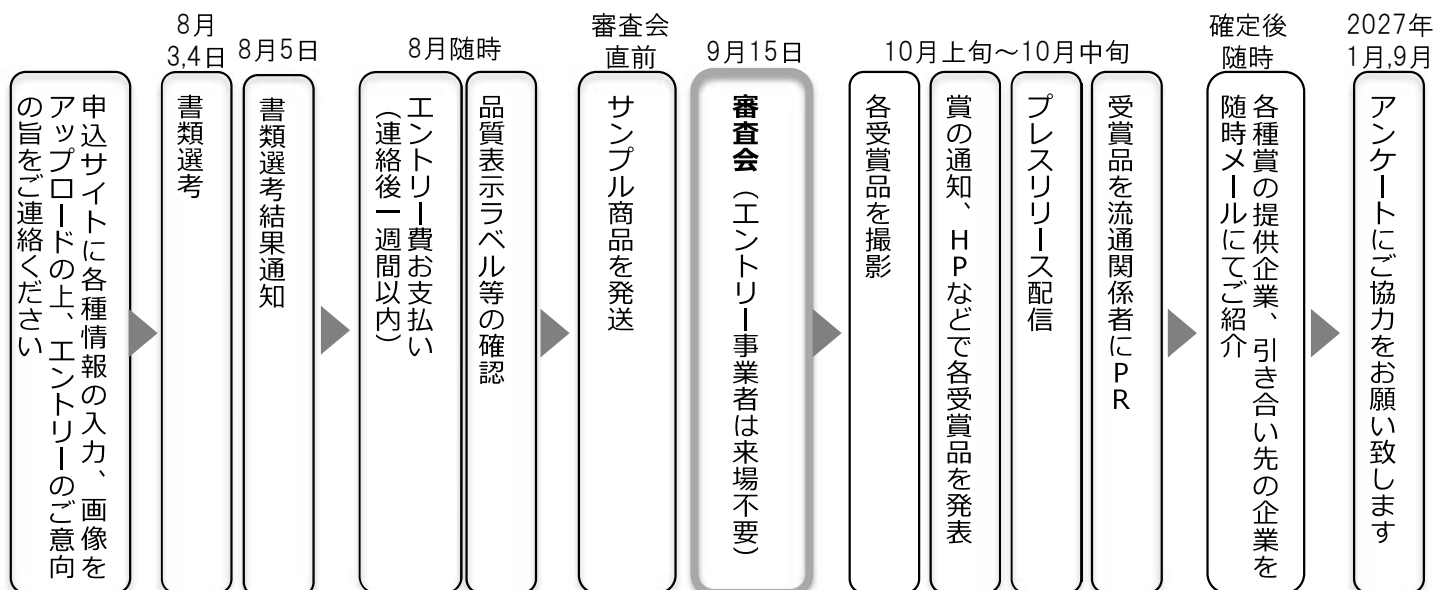 申込サイトに各種情報の入力、画像を
アップロードの上、エントリーのご意向
の旨をご連絡ください
8月
3,4日
書類選考
8月5日
書類選考結果通知
8月随時
エントリー費お支払い
（連絡後一週間以内）
品質表示ラベル等の確認
審査会
直前
サンプル商品を発送
9月15日
審査会（エントリー事業者は来場不要）
10月上旬～10月中旬
各受賞品を撮影
賞の通知、HPなどで各受賞品を発表
プレスリリース配信
受賞品を流通関係者にPR
確定後
随時
各種賞の提供企業、引き合い先の企業を
随時メールにてご紹介
2027年
1月,9月
アンケートにご協力をお願い致します